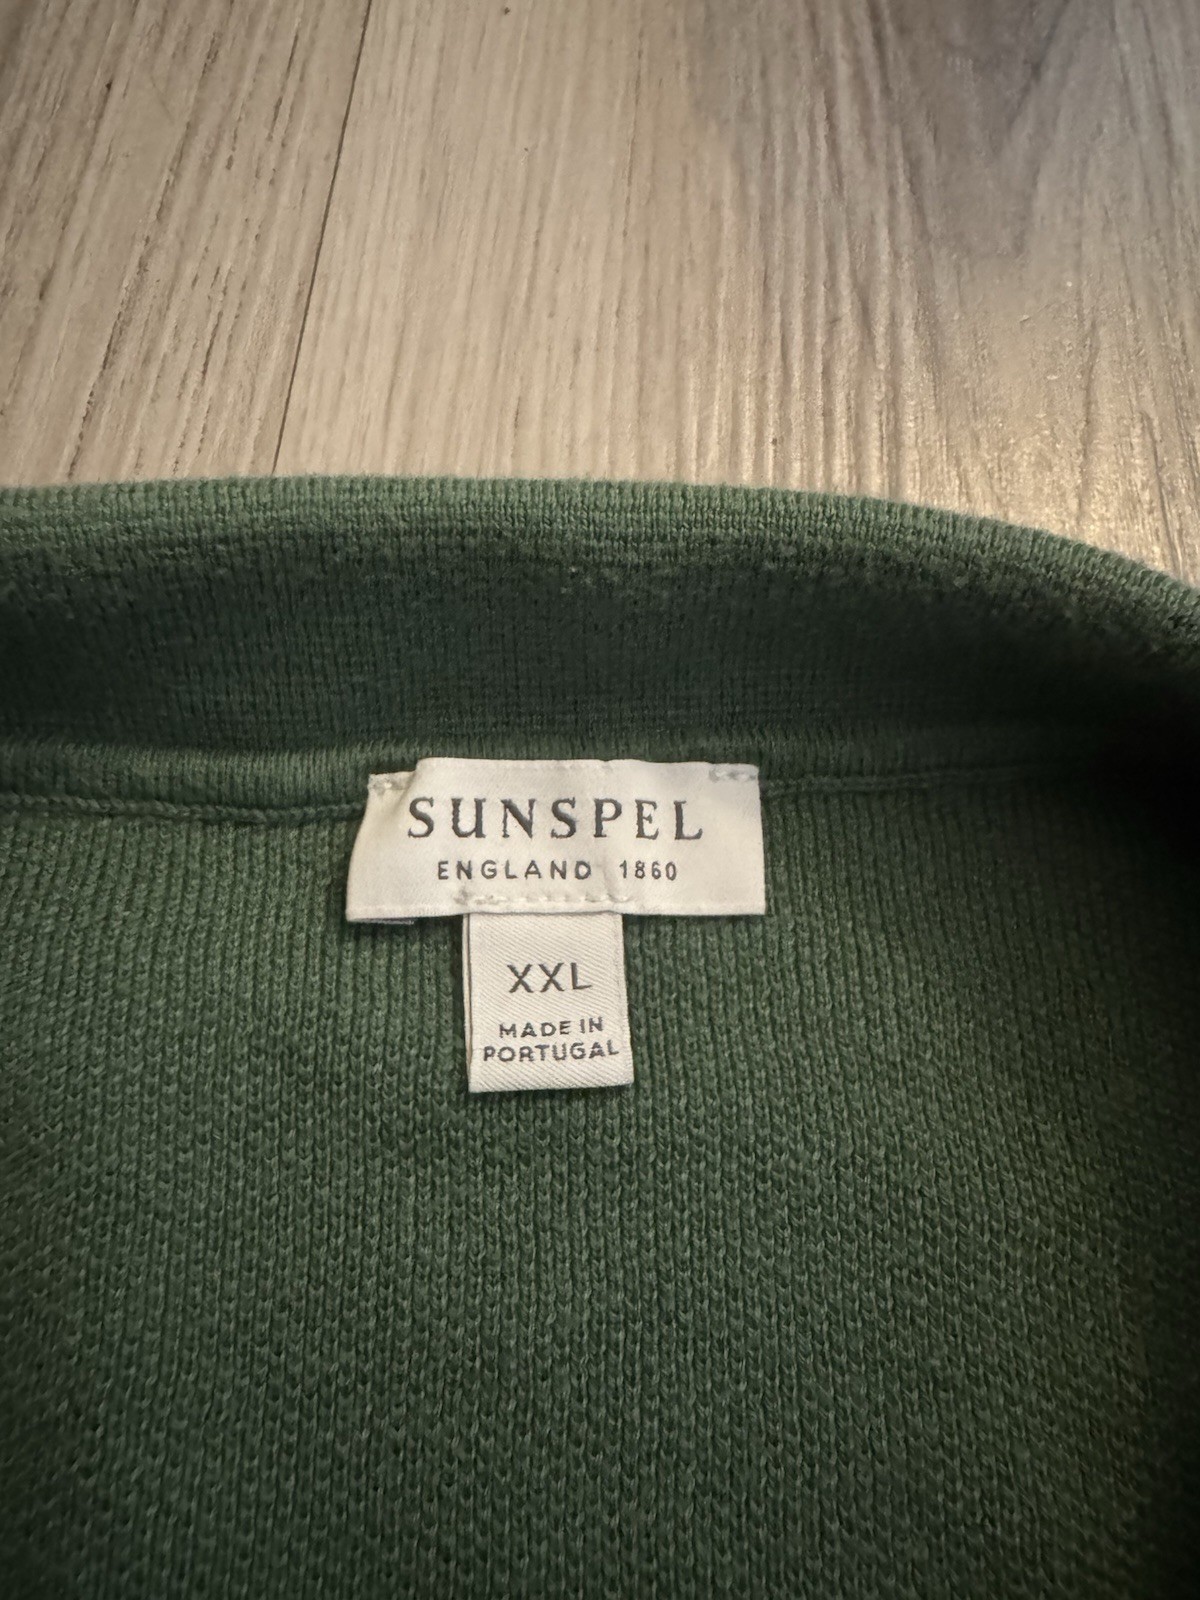 SUNSPEL
ENGLAND 1860
XXL
MADE IN
PORTUGAL